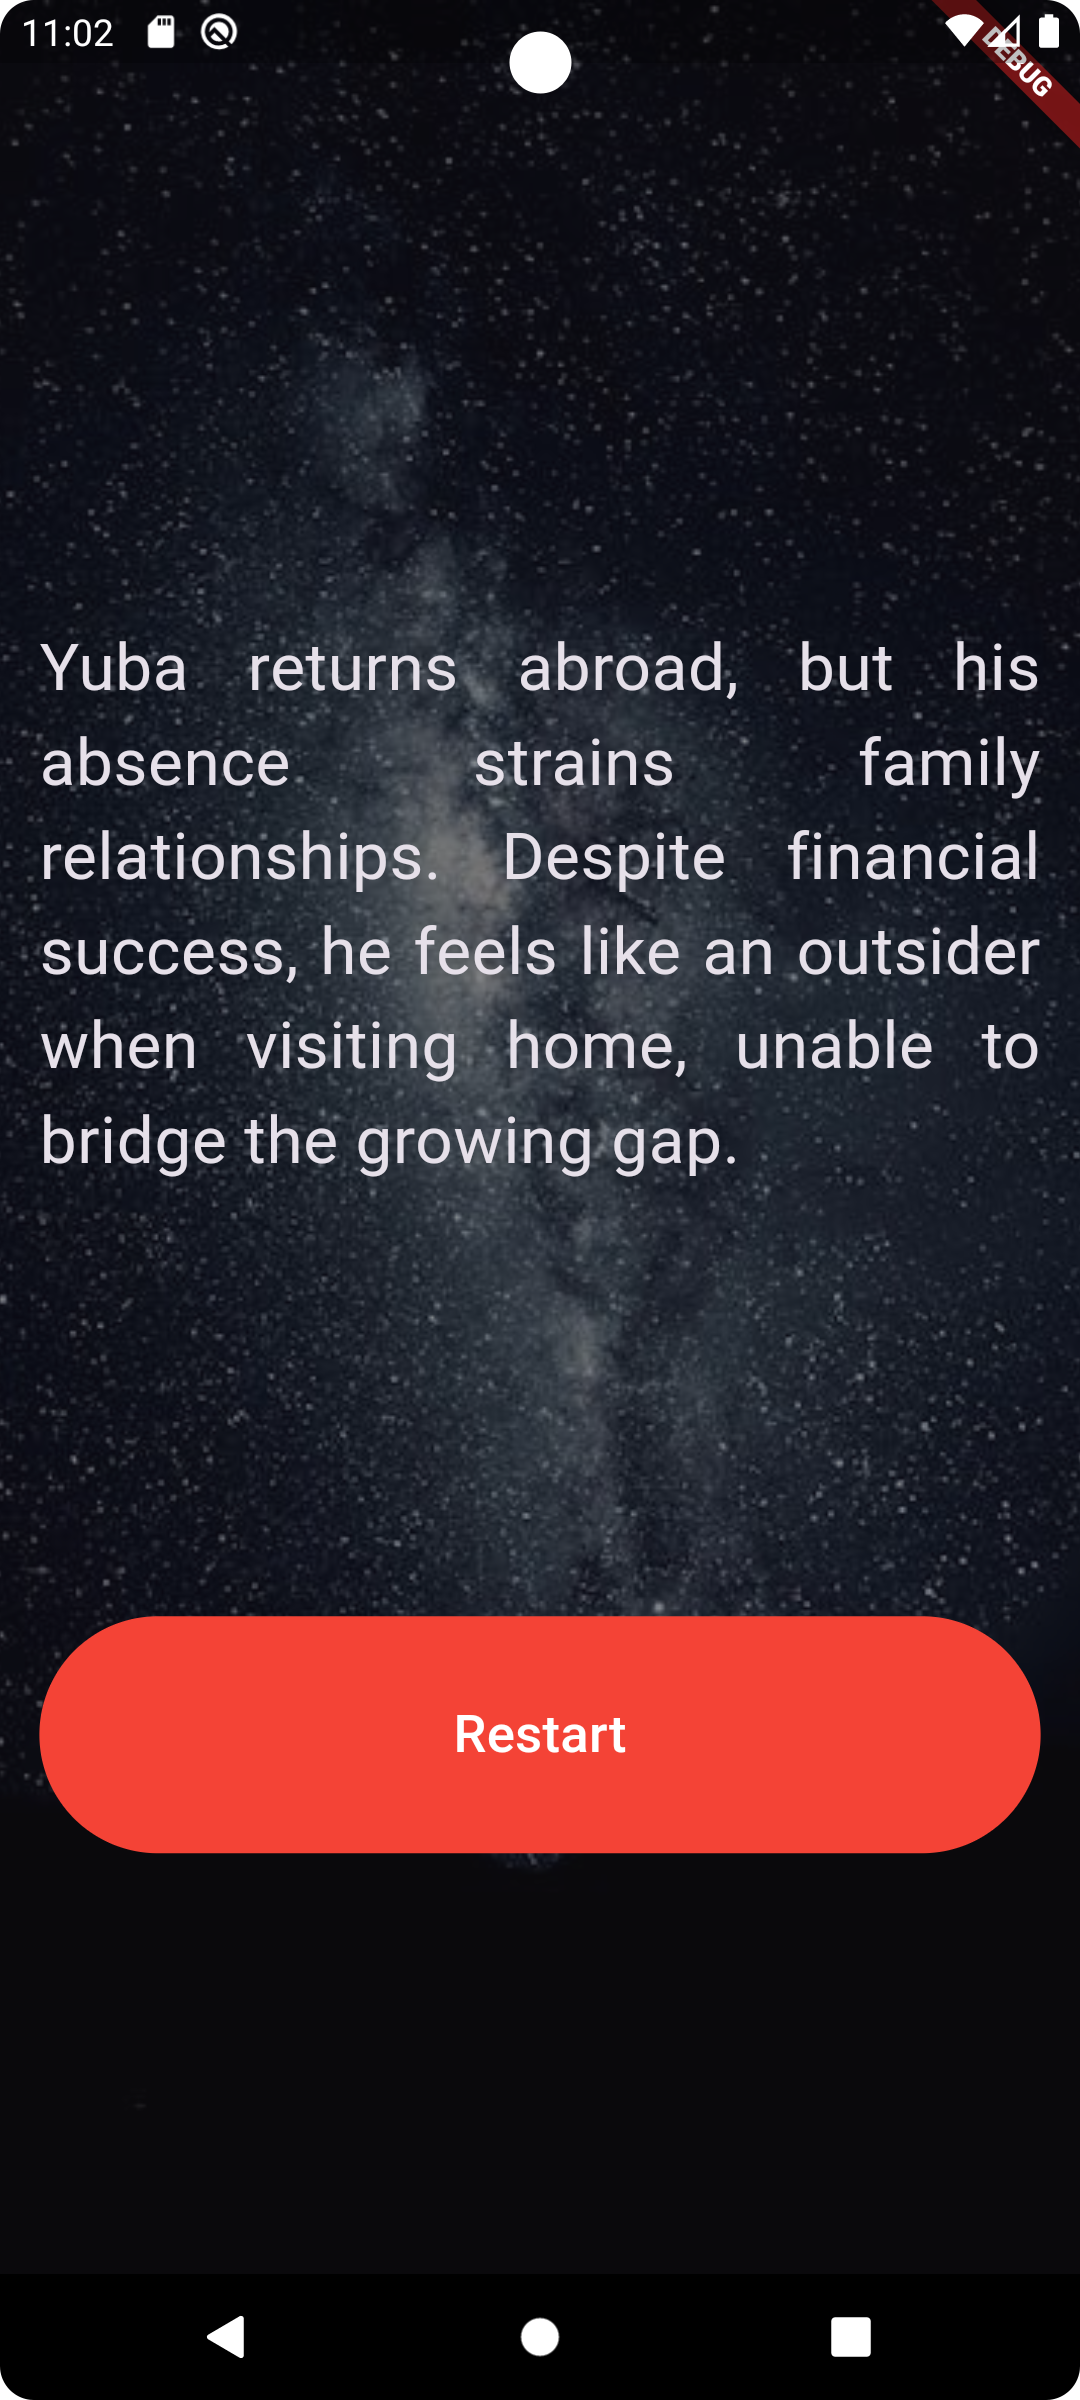 11:02
DEBUG
Yuba returns abroad, but his
absence strains family
relationships. Despite financial
success, he feels like an outsider
when visiting home, unable to
bridge the growing gap.
Restart